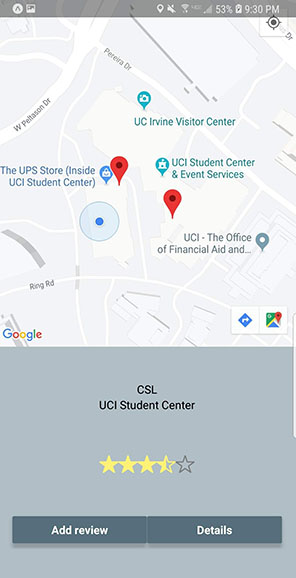 53% 9:30 PM
Pereira Dr
W Peltason Dr
UC Irvine Visitor Center
The UPS Store (Inside
UCI Student Center)
UCI Student Center
& Event Services
UCI - The Office
of Financial Aid and...
Ring Rd
Google
CSL
UCI Student Center
Add review
Details